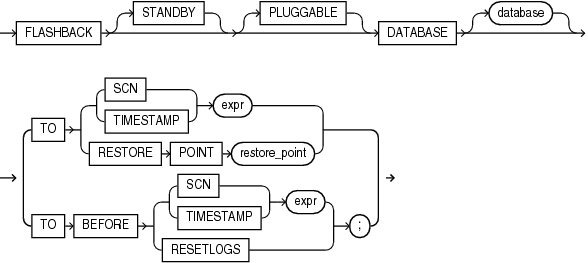 STANDBY PLUGGABLE database
FLASHBACK DATABASE
SCN
TO TIMESTAMP expr
RESTORE POINT restore_point
SCN
TO BEFORE TIMESTAMP expr ;
RESETLOGS